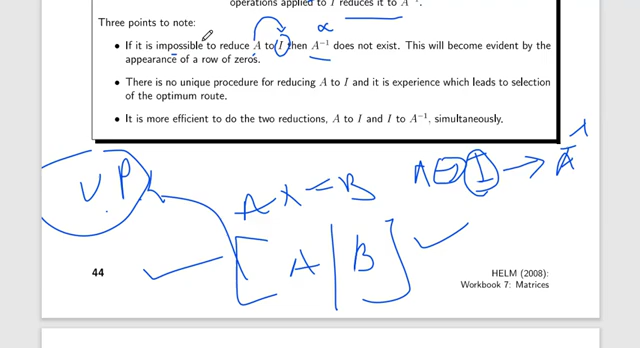 operations applied to I reduces it to A⁻¹.
Three points to note:
• If it is impossible to reduce A to I then A⁻¹ does not exist. This will become evident by the
appearance of a row of zeros.
• There is no unique procedure for reducing A to I and it is experience which leads to selection
of the optimum route.
• It is more efficient to do the two reductions, A to I and I to A⁻¹, simultaneously.
U.P
AX=B
I → A⁻¹
[A|B]
44
HELM (2008):
Workbook 7: Matrices